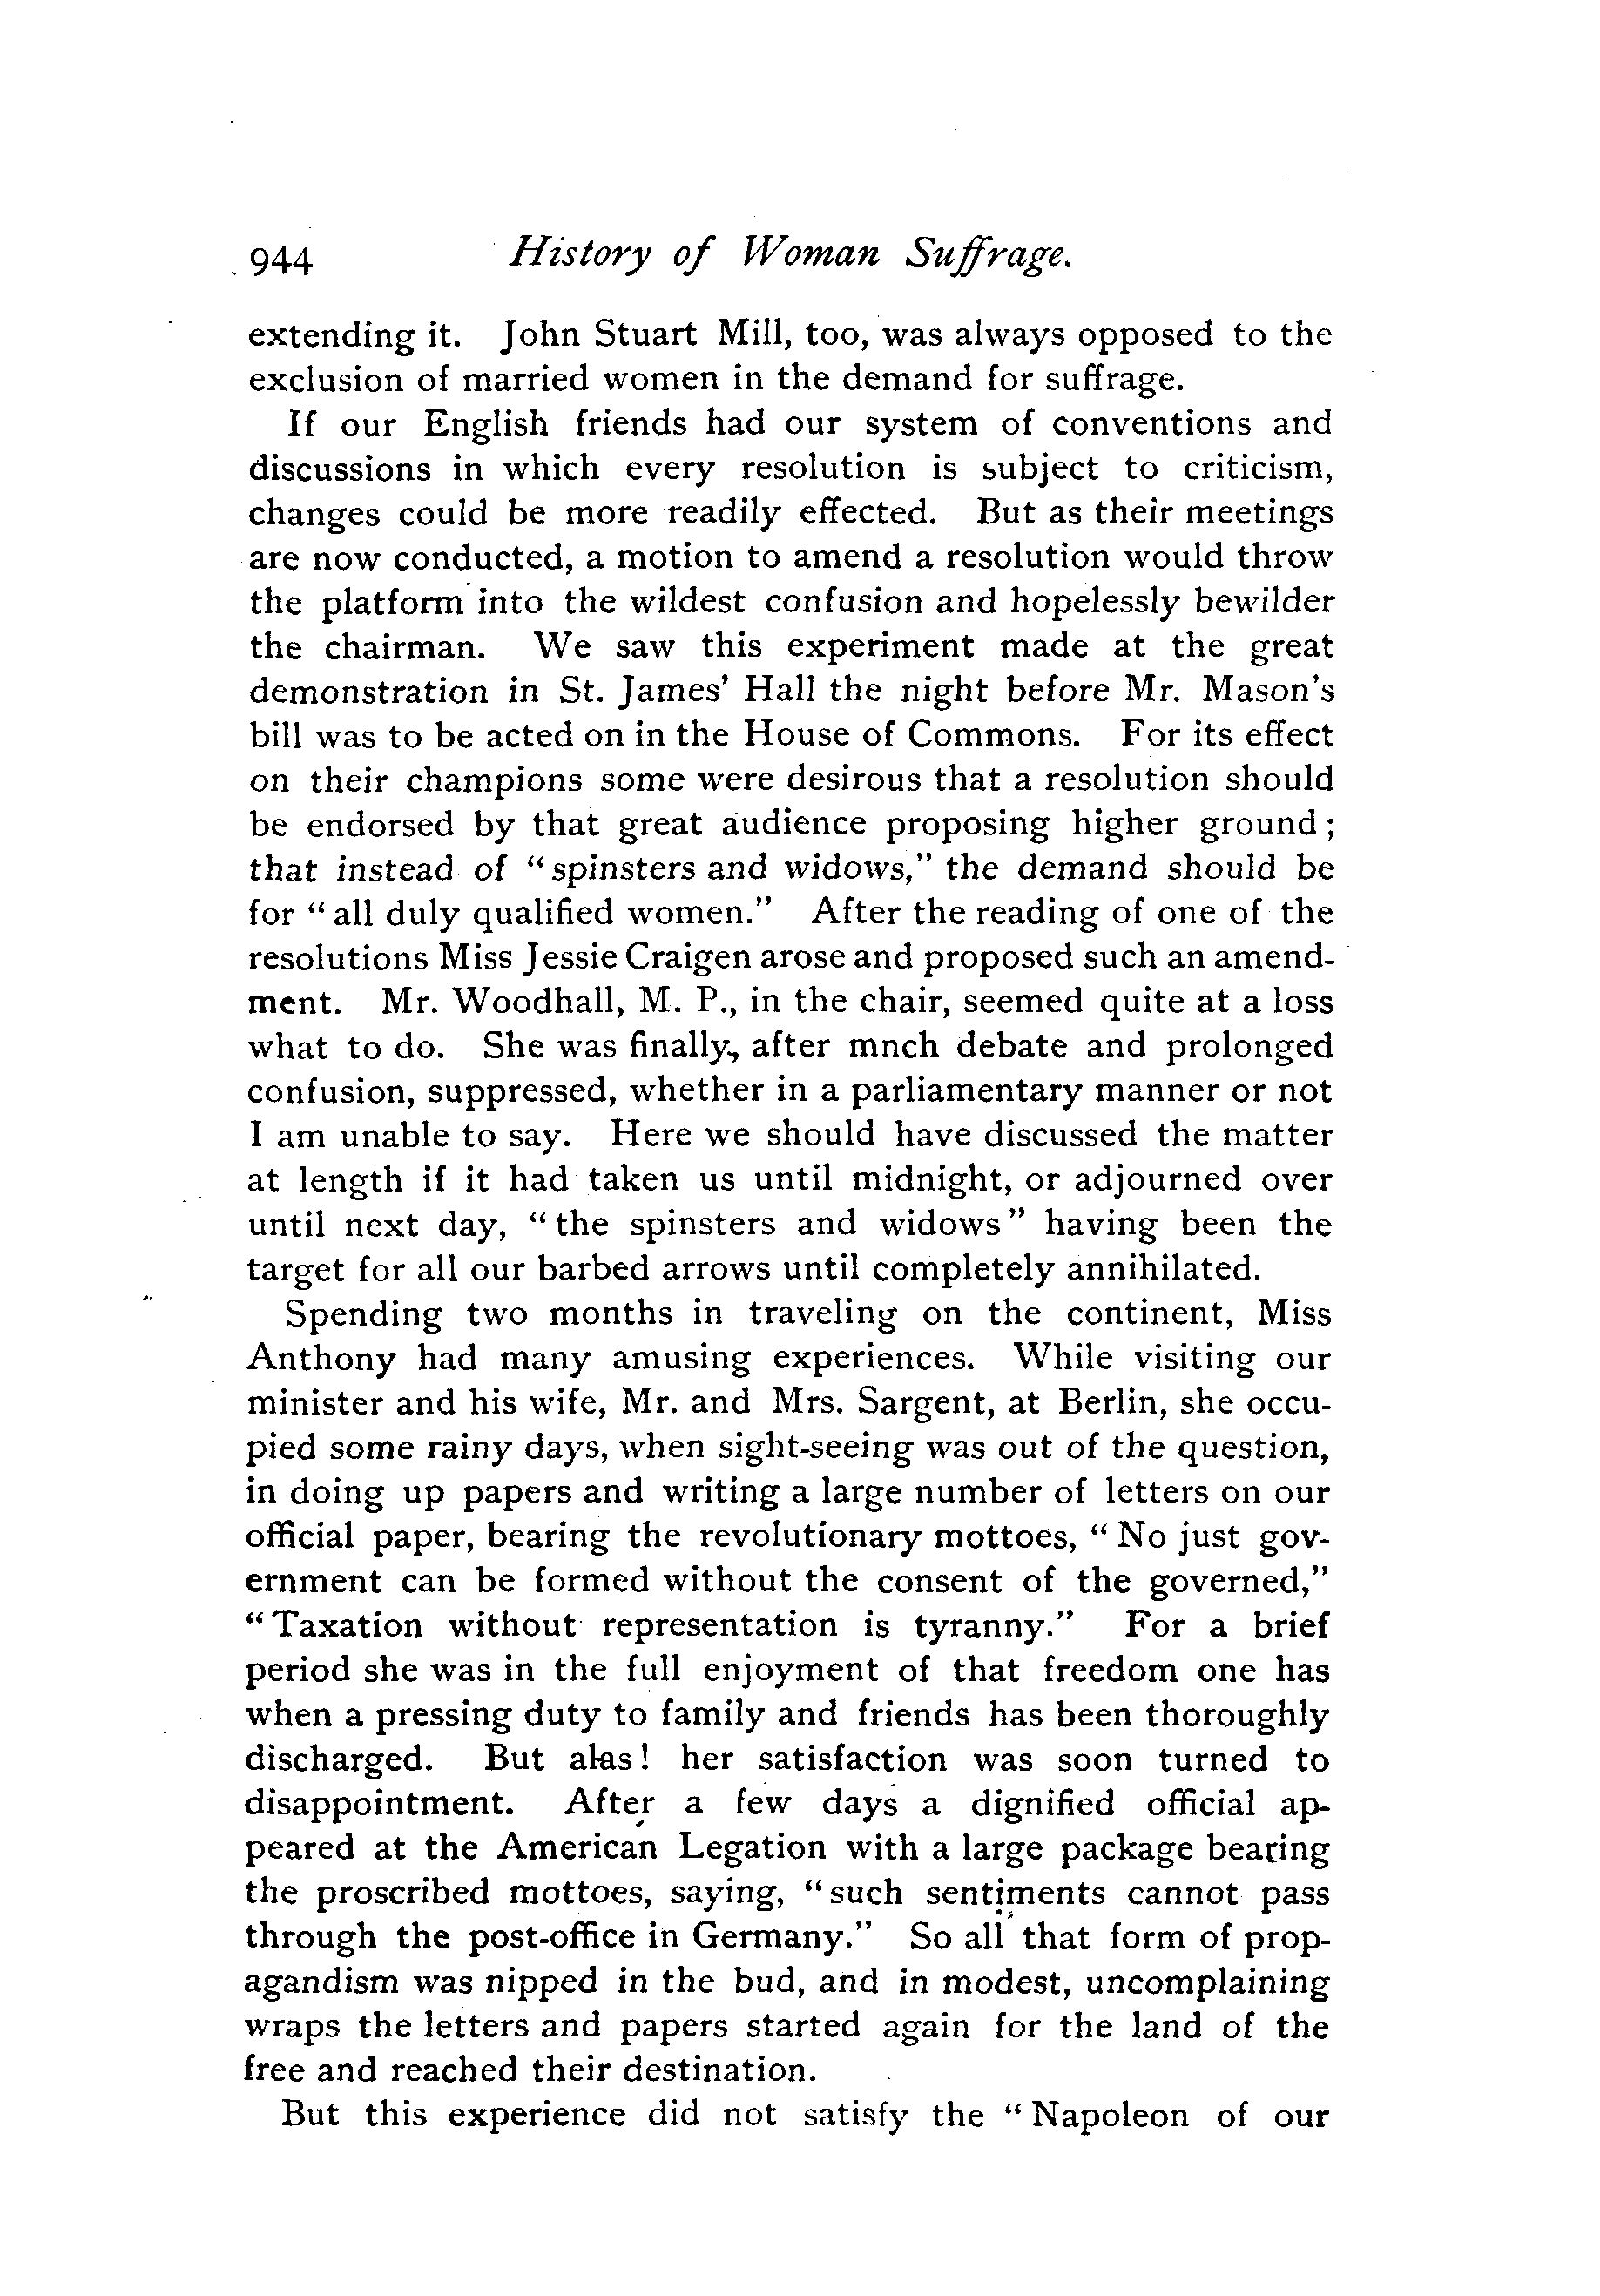 944 History of Woman Suffrage.
extending it. John Stuart Mill, too, was always opposed to the
exclusion of married women in the demand for suffrage.
If our English friends had our system of conventions and
discussions in which every resolution is subject to criticism,
changes could be more readily effected. But as their meetings
are now conducted, a motion to amend a resolution would throw
the platform into the wildest confusion and hopelessly bewilder
the chairman. We saw this experiment made at the great
demonstration in St. James' Hall the night before Mr. Mason's
bill was to be acted on in the House of Commons. For its effect
on their champions some were desirous that a resolution should
be endorsed by that great audience proposing higher ground;
that instead of "spinsters and widows," the demand should be
for "all duly qualified women." After the reading of one of the
resolutions Miss Jessie Craigen arose and proposed such an amend-
ment. Mr. Woodhall, M. P., in the chair, seemed quite at a loss
what to do. She was finally, after mnch debate and prolonged
confusion, suppressed, whether in a parliamentary manner or not
I am unable to say. Here we should have discussed the matter
at length if it had taken us until midnight, or adjourned over
until next day, "the spinsters and widows" having been the
target for all our barbed arrows until completely annihilated.
Spending two months in traveling on the continent, Miss
Anthony had many amusing experiences. While visiting our
minister and his wife, Mr. and Mrs. Sargent, at Berlin, she occu-
pied some rainy days, when sight-seeing was out of the question,
in doing up papers and writing a large number of letters on our
official paper, bearing the revolutionary mottoes, "No just gov-
ernment can be formed without the consent of the governed,"
"Taxation without representation is tyranny." For a brief
period she was in the full enjoyment of that freedom one has
when a pressing duty to family and friends has been thoroughly
discharged. But alas! her satisfaction was soon turned to
disappointment. After a few days a dignified official ap-
peared at the American Legation with a large package bearing
the proscribed mottoes, saying, "such sentiments cannot pass
through the post-office in Germany." So all that form of prop-
agandism was nipped in the bud, and in modest, uncomplaining
wraps the letters and papers started again for the land of the
free and reached their destination.
But this experience did not satisfy the "Napoleon of our